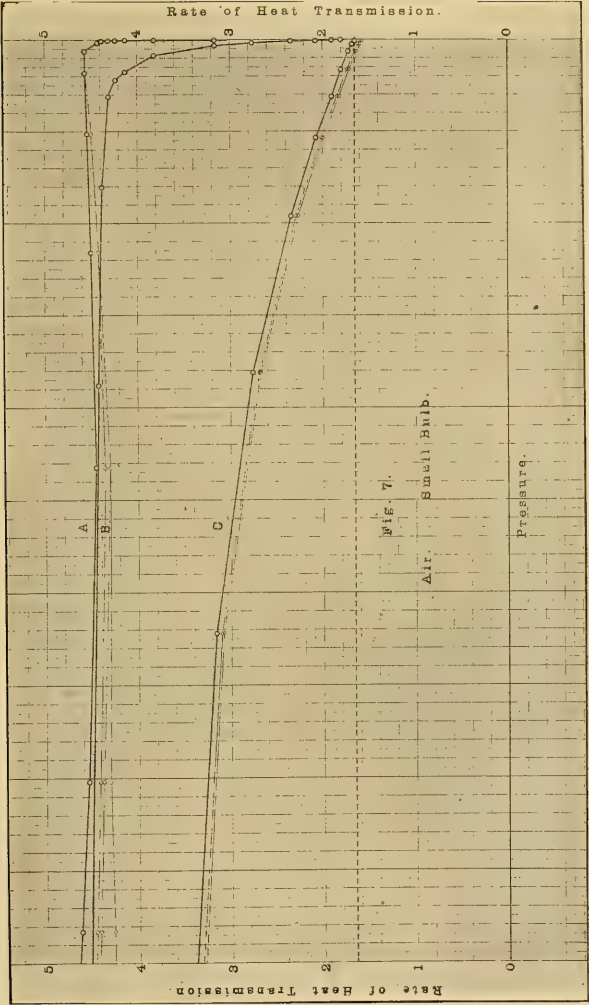 Rate of Heat Transmission.
5 4 3 2 1 0
A
B
C
Fig. 7.
Air. Small Bulb.
Pressure.
5 4 3 2 1 0
Rate of Heat Transmission